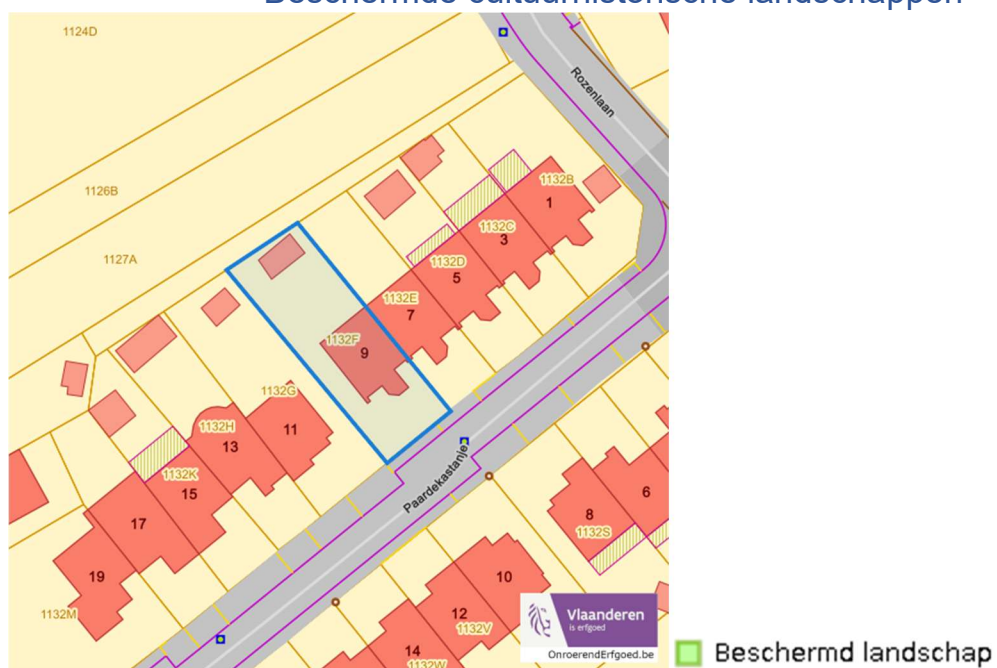 Beschermde cultuurhistorische landschappen
1124D
Rozenlaan
1126B
1132B
1
1132C
3
1127A
1132D
5
1132E
7
1132F
9
1132G
11
1132H
13
1132K
15
17
Paardekastanje
6
8
1132S
19
10
1132M
12
1132V
14
1132W
Vlaanderen
is erfgoed
OnroerendErfgoed.be
Beschermd landschap